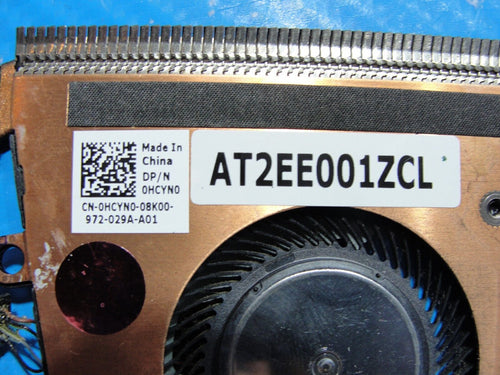 Made In
China
DP/N
0HCYN0
CN-0HCYN0-08K00-
972-029A-A01
AT2EE001ZCL